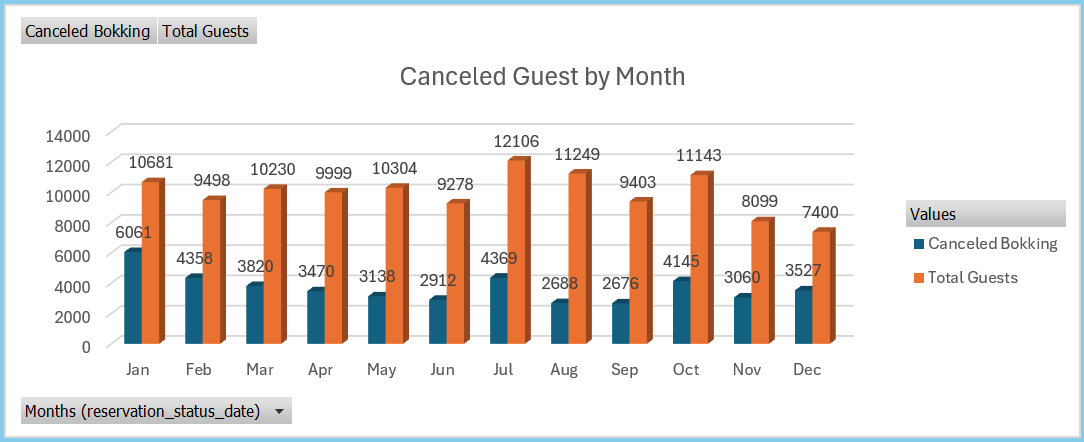 Canceled Bokking Total Guests
Canceled Guest by Month
14000
12000
10000
8000
6000
4000
2000
0
10681 9498 10230 9999 10304 9278 12106 11249 9403 11143 8099 7400
6061 4358 3820 3470 3138 2912 4369 2688 2676 4145 3060 3527
Jan Feb Mar Apr May Jun Jul Aug Sep Oct Nov Dec
Values
Canceled Bokking
Total Guests
Months (reservation_status_date)